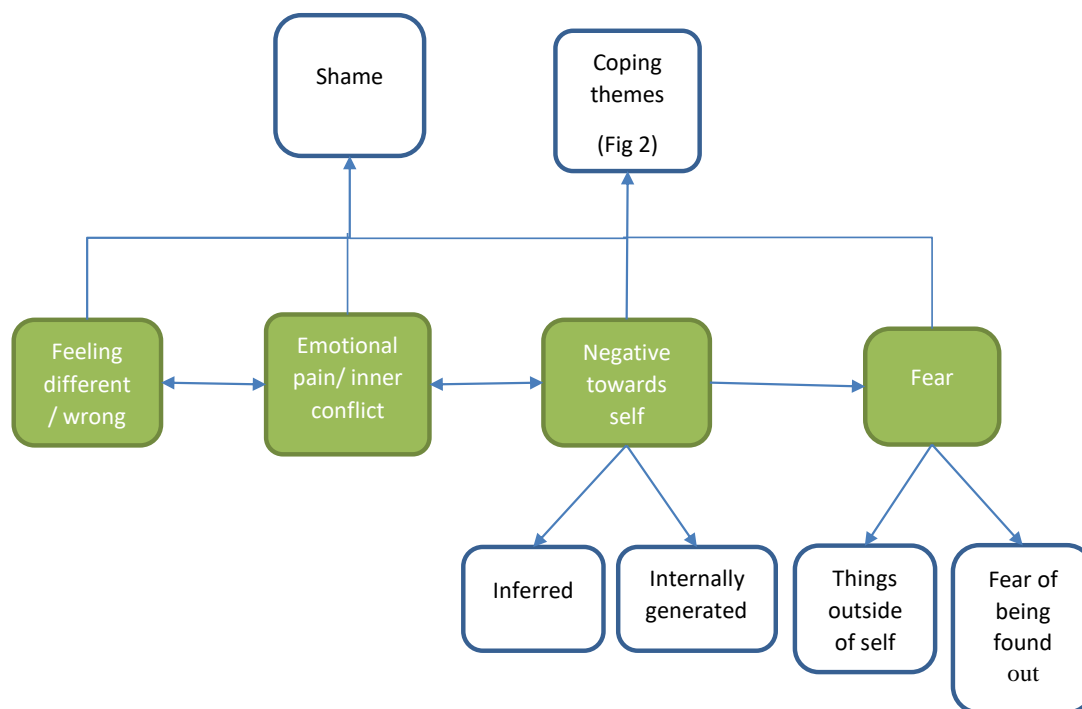 Shame
Coping
themes
(Fig 2)
Feeling
different
/ wrong
Emotional
pain/ inner
conflict
Negative
towards
self
Fear
Inferred
Internally
generated
Things
outside
of self
Fear of
being
found
out